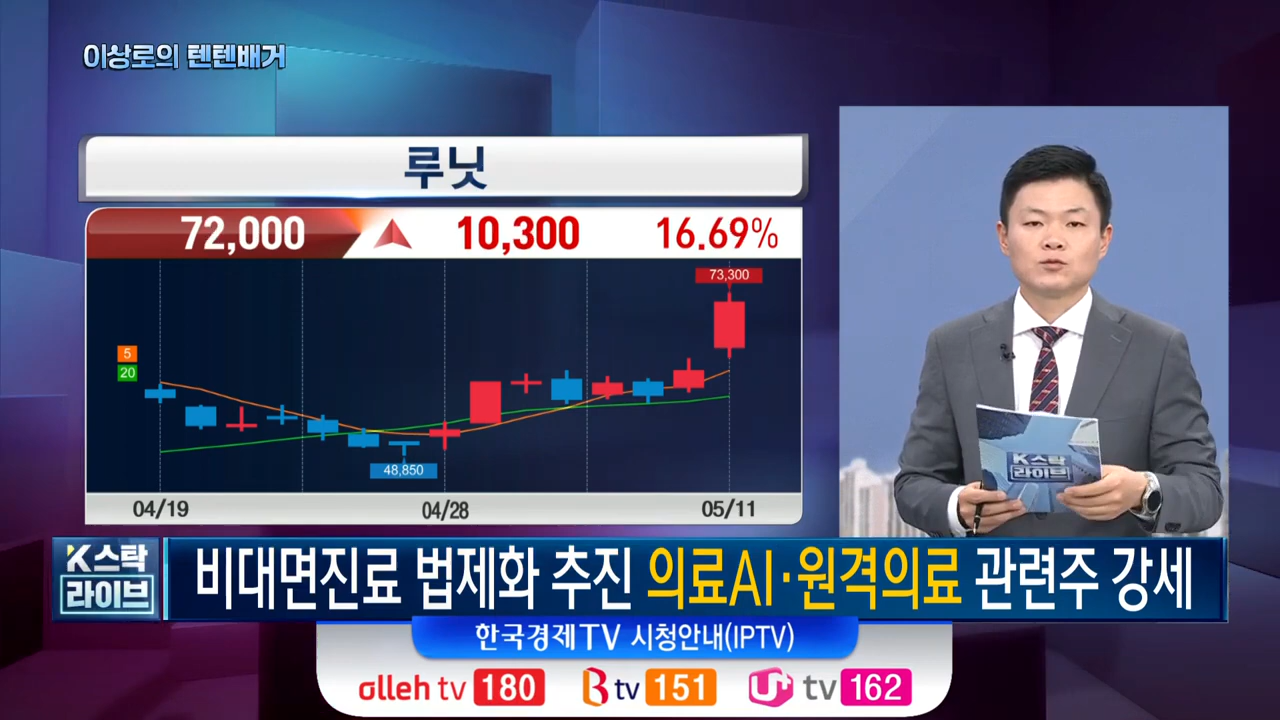 이상로의 텐텐배거
루닛
72,000 ▲ 10,300 16.69%
73,300
5
20
48,850
04/19 04/28 05/11
K스탁
라이브
K스탁
라이브
비대면진료 법제화 추진 의료AI·원격의료 관련주 강세
한국경제TV 시청안내(IPTV)
olleh tv 180 B tv 151 U+ tv 162